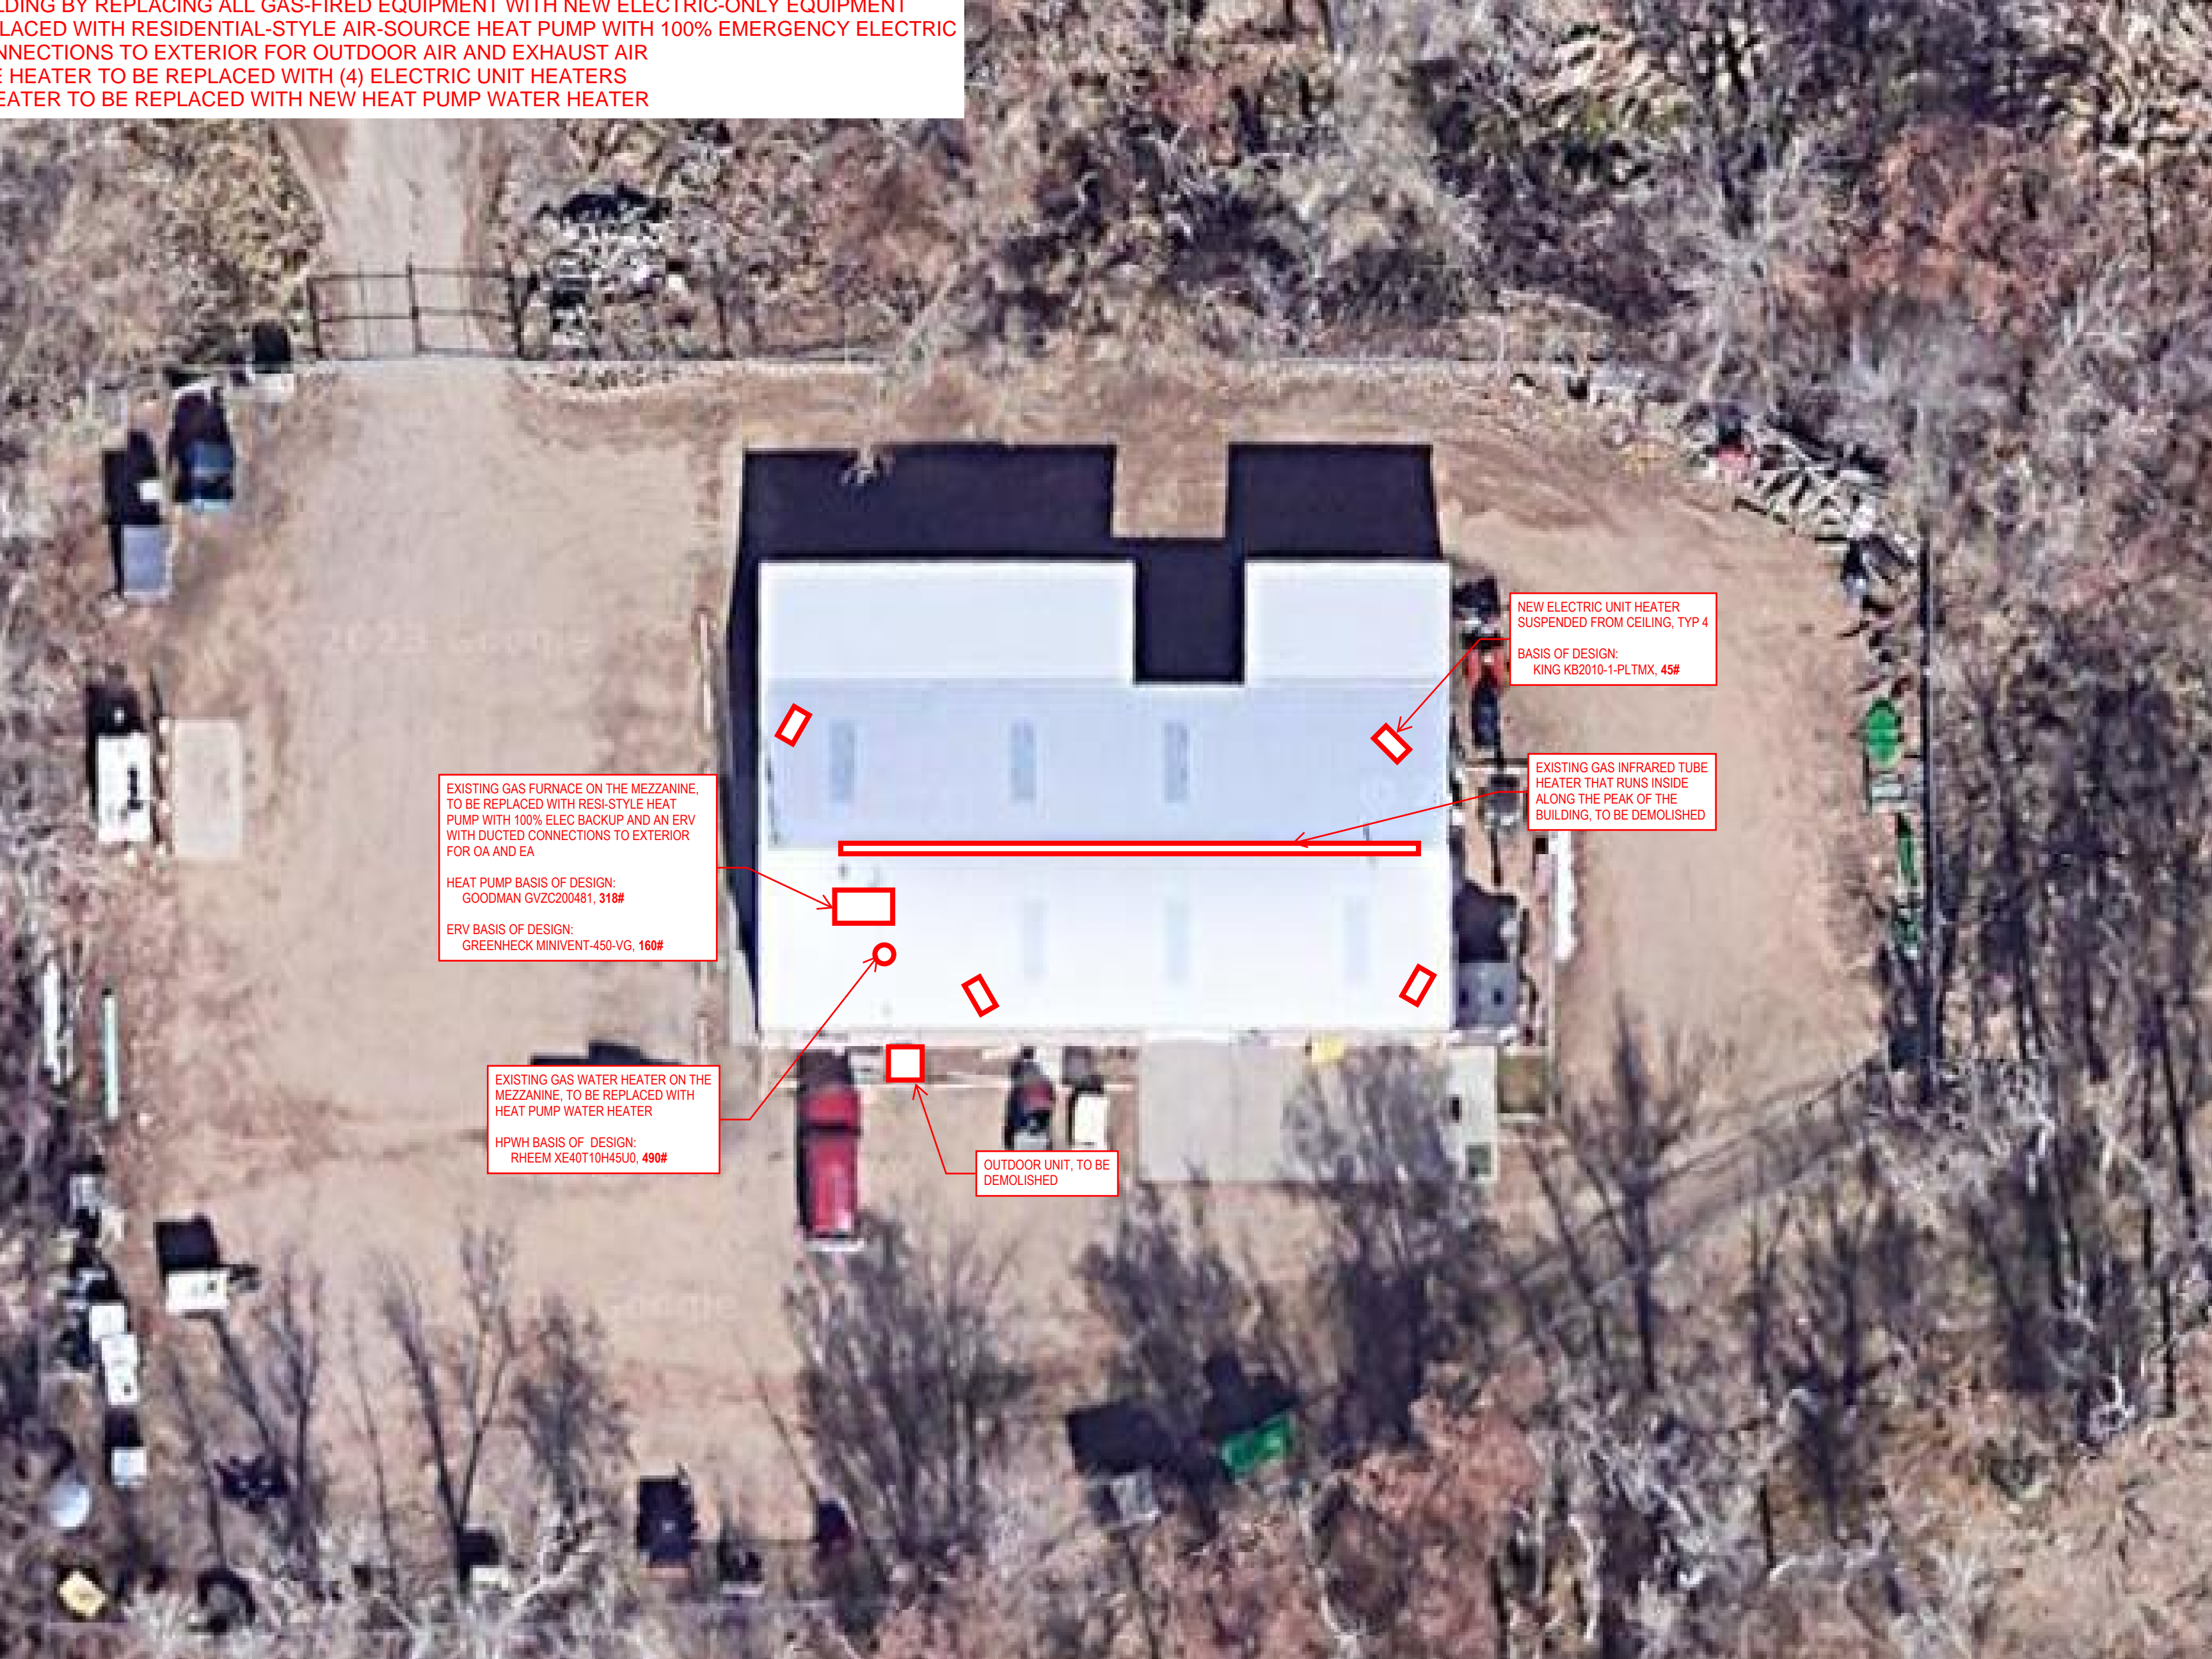 LDING BY REPLACING ALL GAS-FIRED EQUIPMENT WITH NEW ELECTRIC-ONLY EQUIPMENT
LACED WITH RESIDENTIAL-STYLE AIR-SOURCE HEAT PUMP WITH 100% EMERGENCY ELECTRIC
NNECTIONS TO EXTERIOR FOR OUTDOOR AIR AND EXHAUST AIR
E HEATER TO BE REPLACED WITH (4) ELECTRIC UNIT HEATERS
EATER TO BE REPLACED WITH NEW HEAT PUMP WATER HEATER
NEW ELECTRIC UNIT HEATER
SUSPENDED FROM CEILING, TYP 4
BASIS OF DESIGN:
KING KB2010-1-PLTMX, 45#
EXISTING GAS INFRARED TUBE
HEATER THAT RUNS INSIDE
ALONG THE PEAK OF THE
BUILDING, TO BE DEMOLISHED
EXISTING GAS FURNACE ON THE MEZZANINE,
TO BE REPLACED WITH RESI-STYLE HEAT
PUMP WITH 100% ELEC BACKUP AND AN ERV
WITH DUCTED CONNECTIONS TO EXTERIOR
FOR OA AND EA
HEAT PUMP BASIS OF DESIGN:
GOODMAN GVZC200481, 318#
ERV BASIS OF DESIGN:
GREENHECK MINIVENT-450-VG, 160#
EXISTING GAS WATER HEATER ON THE
MEZZANINE, TO BE REPLACED WITH
HEAT PUMP WATER HEATER
HPWH BASIS OF DESIGN:
RHEEM XE40T10H45U0, 490#
OUTDOOR UNIT, TO BE
DEMOLISHED